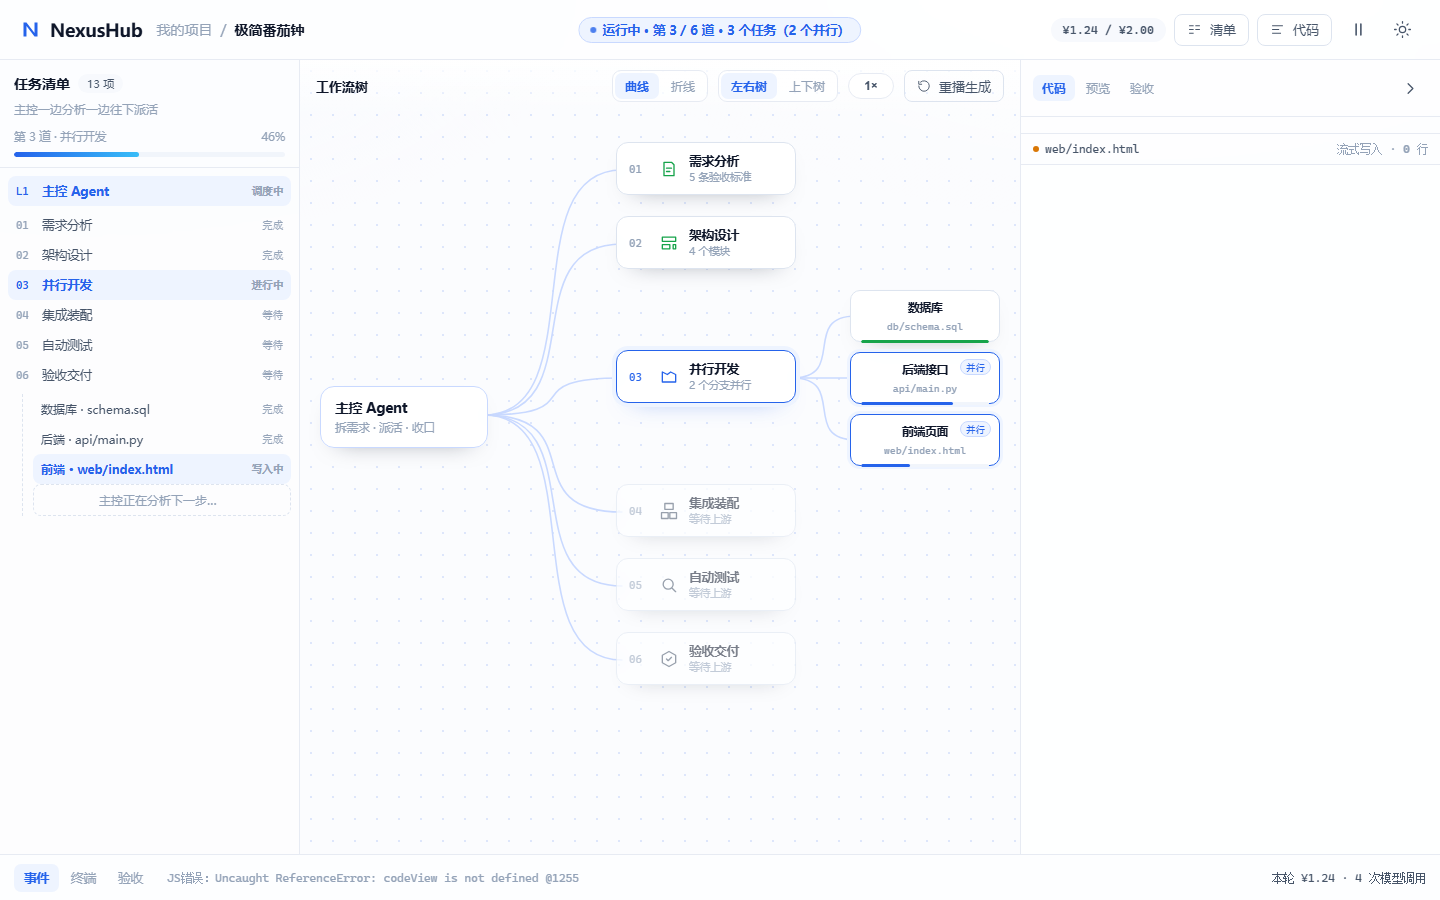 NexusHub 我的项目 / 极简番茄钟
运行中 • 第 3 / 6 道 • 3 个任务（2 个并行）
¥1.24 / ¥2.00 清单 代码
任务清单 13 项
主控一边分析一边往下派活
第 3 道 · 并行开发 46%
L1 主控 Agent 调度中
01 需求分析 完成
02 架构设计 完成
03 并行开发 进行中
04 集成装配 等待
05 自动测试 等待
06 验收交付 等待
数据库 · schema.sql 完成
后端 · api/main.py 完成
前端 • web/index.html 写入中
主控正在分析下一步...
工作流树 曲线 折线 左右树 上下树 1× 重播生成
主控 Agent
拆需求 · 派活 · 收口
01 需求分析
5 条验收标准
02 架构设计
4 个模块
03 并行开发
2 个分支并行
04 集成装配
等待上游
05 自动测试
等待上游
06 验收交付
等待上游
数据库
db/schema.sql
后端接口 并行
api/main.py
前端页面 并行
web/index.html
代码 预览 验收
web/index.html 流式写入 · 0 行
事件 终端 验收 JS错误: Uncaught ReferenceError: codeView is not defined @1255
本轮 ¥1.24 · 4 次模型调用